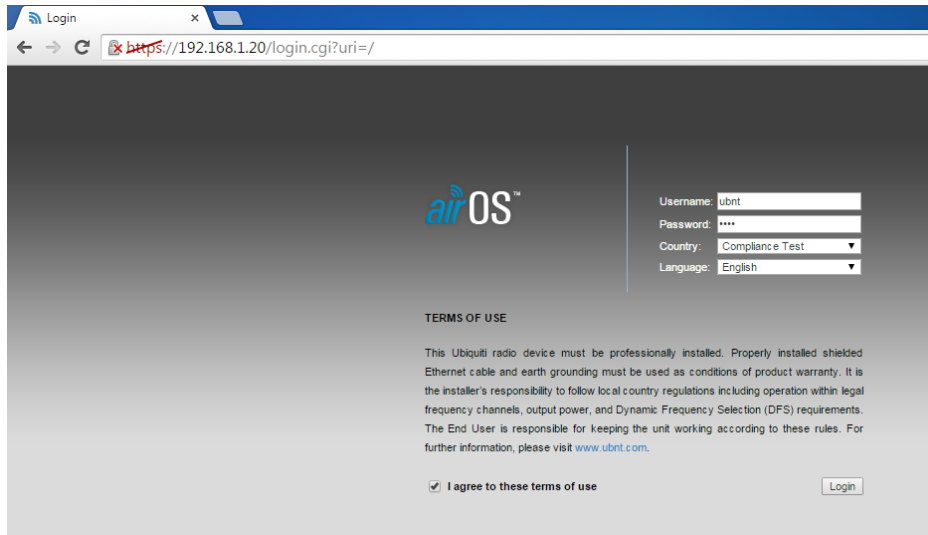 Login
https://192.168.1.20/login.cgi?uri=/
airOS™
Username: ubnt
Password: ••••
Country: Compliance Test
Language: English
TERMS OF USE
This Ubiquiti radio device must be professionally installed. Properly installed shielded
Ethernet cable and earth grounding must be used as conditions of product warranty. It is
the installer's responsibility to follow local country regulations including operation within legal
frequency channels, output power, and Dynamic Frequency Selection (DFS) requirements.
The End User is responsible for keeping the unit working according to these rules. For
further information, please visit www.ubnt.com.
I agree to these terms of use
Login